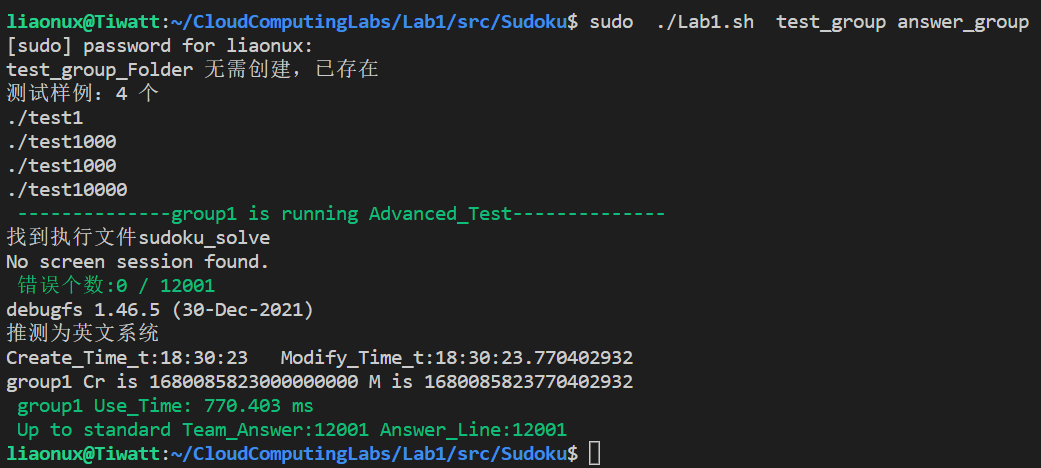 liaonux@Tiwatt:~/CloudComputingLabs/Lab1/src/Sudoku$ sudo  ./Lab1.sh  test_group answer_group
[sudo] password for liaonux:
test_group_Folder 无需创建，已存在
测试样例：4 个
./test1
./test1000
./test1000
./test10000
 --------------group1 is running Advanced_Test--------------
找到执行文件sudoku_solve
No screen session found.
 错误个数:0 / 12001
debugfs 1.46.5 (30-Dec-2021)
推测为英文系统
Create_Time_t:18:30:23   Modify_Time_t:18:30:23.770402932
group1 Cr is 1680085823000000000 M is 1680085823770402932
 group1 Use_Time: 770.403 ms
 Up to standard Team_Answer:12001 Answer_Line:12001
liaonux@Tiwatt:~/CloudComputingLabs/Lab1/src/Sudoku$